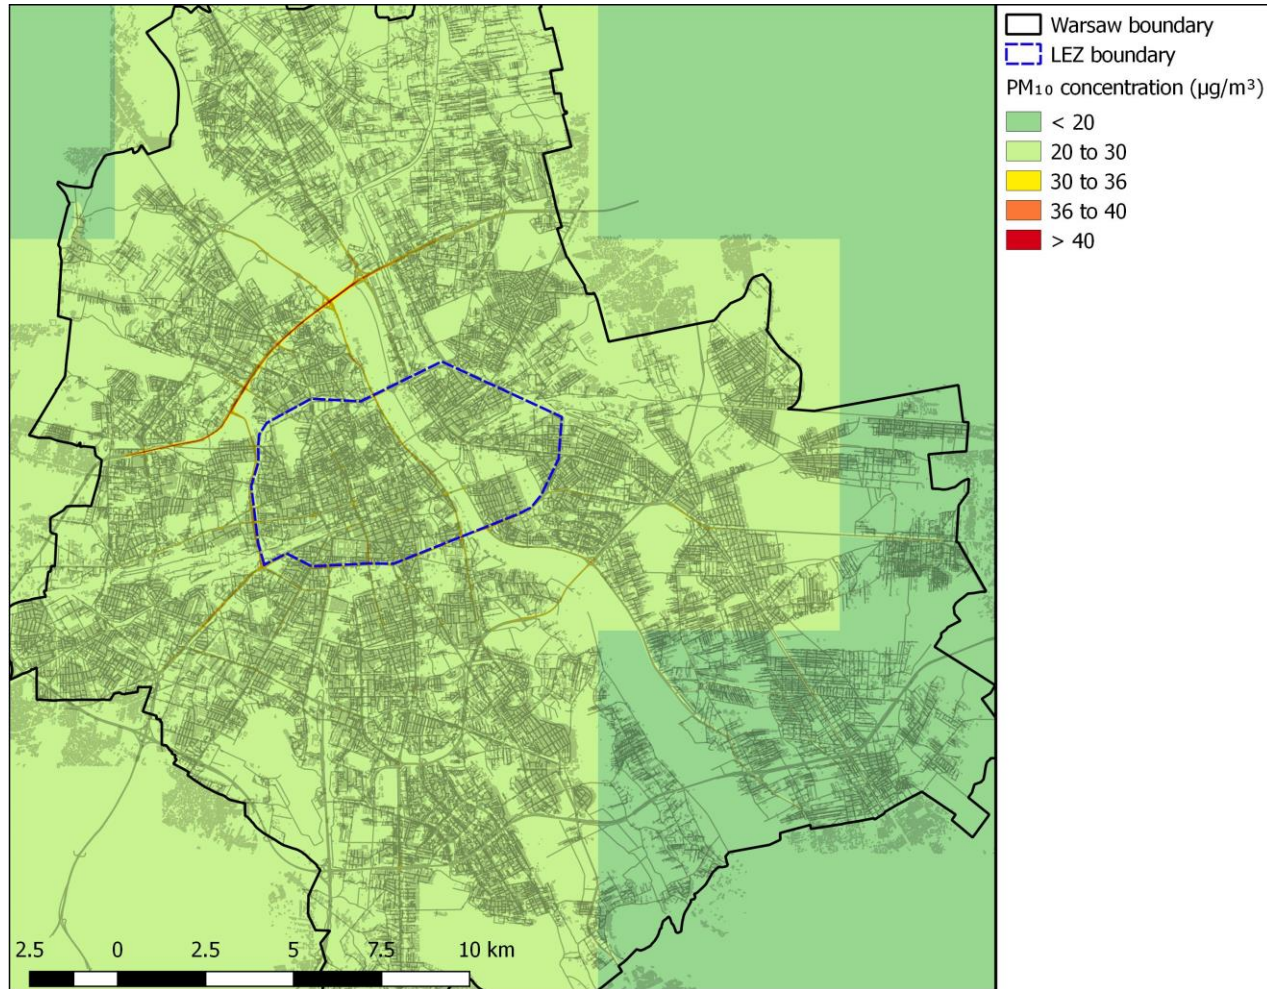 Warsaw boundary
LEZ boundary
PM₁₀ concentration (µg/m³)
< 20
20 to 30
30 to 36
36 to 40
> 40
2.5 0 2.5 5 7.5 10 km